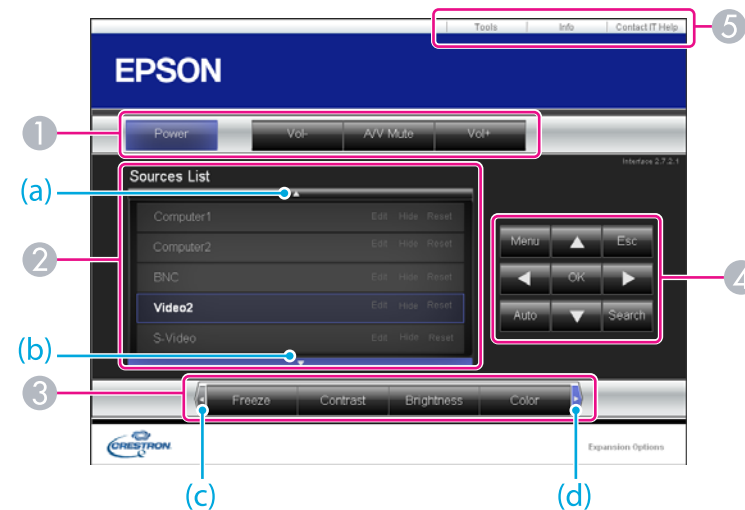 Tools Info Contact IT Help
5
EPSON
1
Power Vol- A/V Mute Vol+
Interface 2.7.2.1
Sources List
(a)
Computer1 Edit Hide Reset
Computer2 Edit Hide Reset
2
BNC Edit Hide Reset
Video2 Edit Hide Reset
S-Video Edit Hide Reset
(b)
Menu Esc
OK
4
Auto Search
3
Freeze Contrast Brightness Color
CRESTRON
Expansion Options
(c) (d)